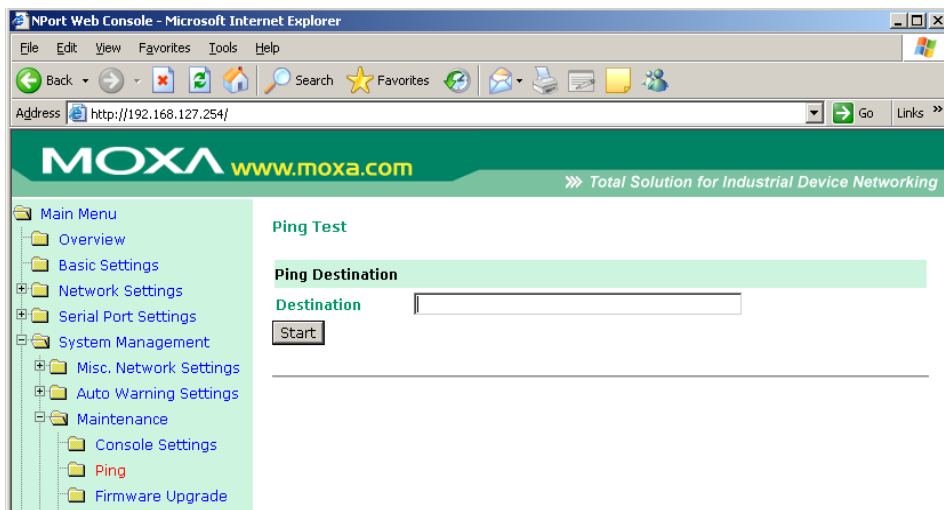 NPort Web Console - Microsoft Internet Explorer
File Edit View Favorites Tools Help
Back Search Favorites
Address http://192.168.127.254/ Go Links »
MOXA www.moxa.com
Total Solution for Industrial Device Networking
Main Menu
Overview
Basic Settings
Network Settings
Serial Port Settings
System Management
Misc. Network Settings
Auto Warning Settings
Maintenance
Console Settings
Ping
Firmware Upgrade
Ping Test
Ping Destination
Destination
Start